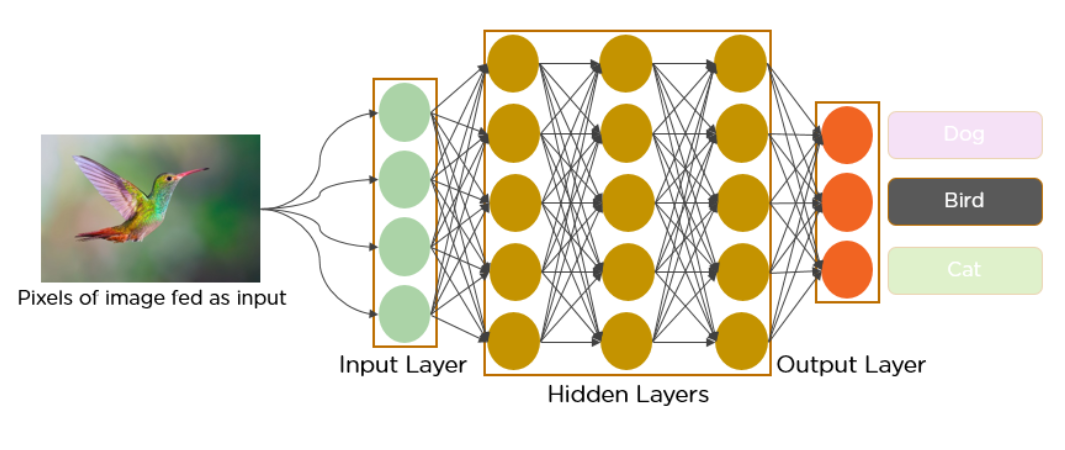 Dog
Bird
Cat
Pixels of image fed as input
Input Layer
Output Layer
Hidden Layers